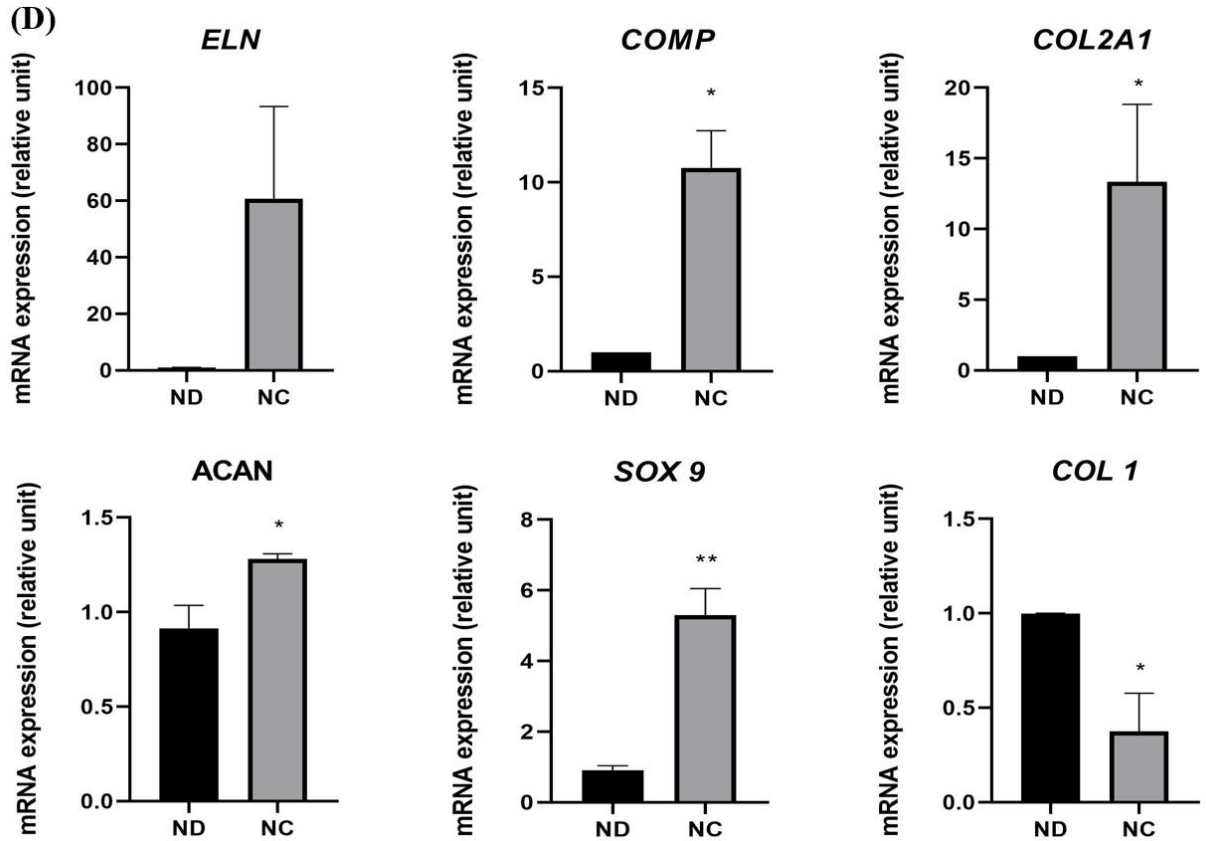 (D)
ELN
mRNA expression (relative unit)
100
80
60
40
20
0
ND NC
COMP
mRNA expression (relative unit)
*
15
10
5
0
ND NC
COL2A1
mRNA expression (relative unit)
*
20
15
10
5
0
ND NC
ACAN
mRNA expression (relative unit)
*
1.5
1.0
0.5
0.0
ND NC
SOX 9
mRNA expression (relative unit)
**
8
6
4
2
0
ND NC
COL 1
mRNA expression (relative unit)
*
1.5
1.0
0.5
0.0
ND NC